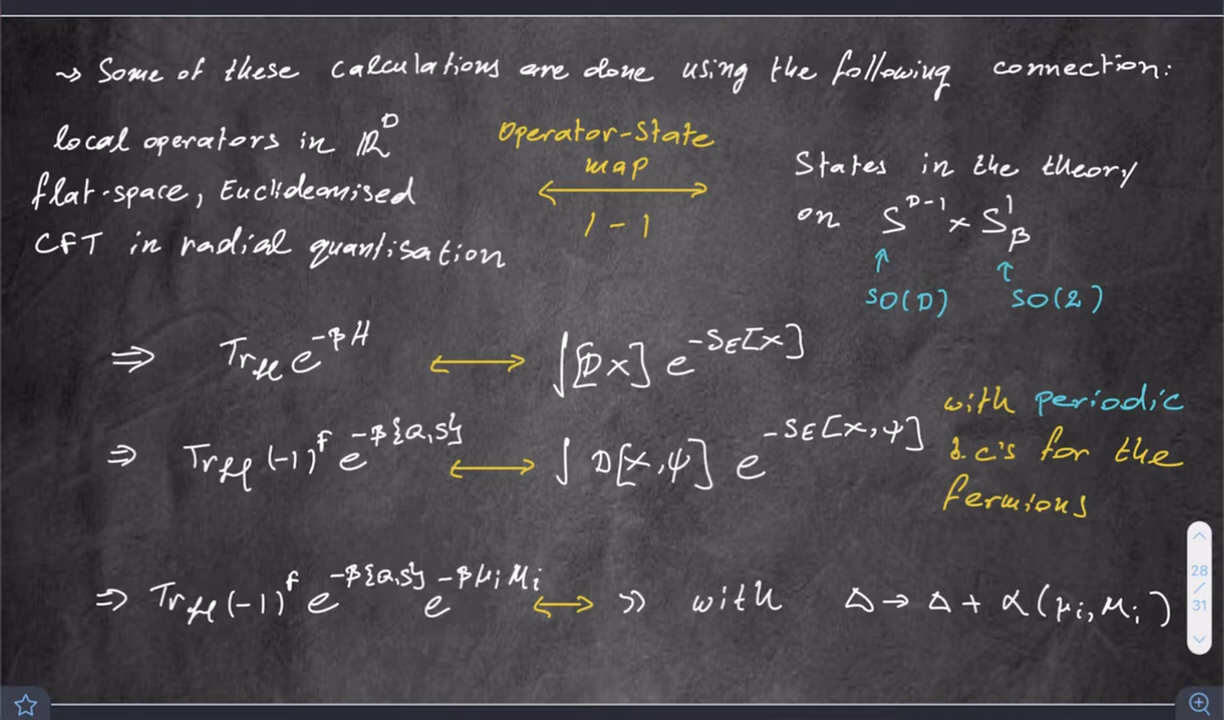 ~> Some of these calculations are done using the following connection:
local operators in ℝ^D
flat-space, Euclideanised
CFT in radial quantisation
Operator-State
map
1-1
States in the theory
on S^{D-1} × S^1_β
↑ ↑
SO(D) SO(2)
⇒ Tr_ℋ e^{-βH} ⟷ ∫[Dx] e^{-S_E[x]}
⇒ Tr_ℋ (-1)^F e^{-β{Q,S}} ⟷ ∫ D[x,ψ] e^{-S_E[x,ψ]}
with periodic
b.c's for the
fermions
⇒ Tr_ℋ (-1)^F e^{-β{Q,S}} e^{-βμ_i M_i} ⟷ >> with Δ → Δ + α(μ_i, M_i)
28
/
31